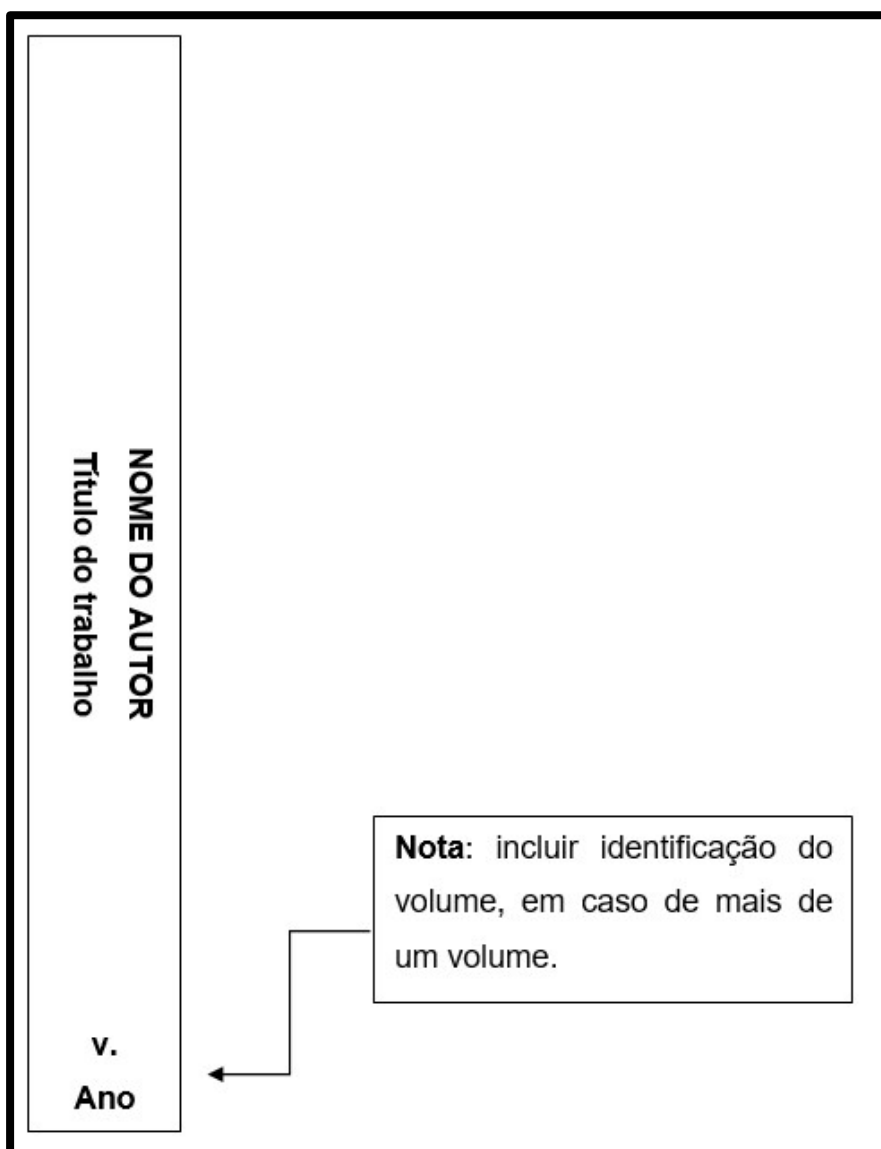 NOME DO AUTOR
Título do trabalho
Nota: incluir identificação do
volume, em caso de mais de
um volume.
v.
Ano